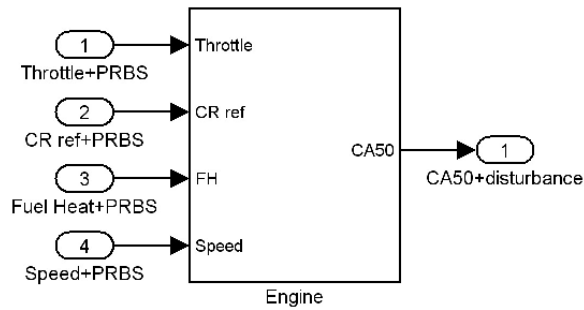 1
Throttle
Throttle+PRBS
2
CR ref
CR ref+PRBS
CA50
1
CA50+disturbance
3
FH
Fuel Heat+PRBS
4
Speed
Speed+PRBS
Engine